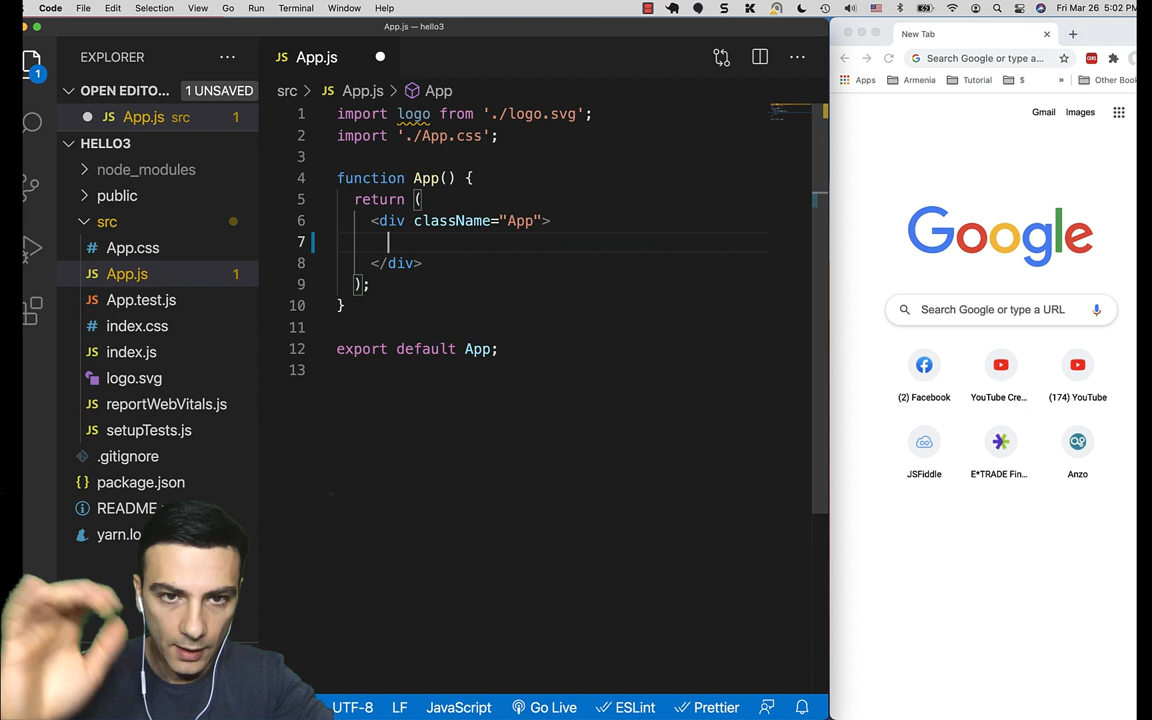 Code File Edit Selection View Go Run Terminal Window Help
Fri Mar 26 5:02 PM
App.js — hello3
EXPLORER
OPEN EDITO... 1 UNSAVED
JS App.js src 1
HELLO3
node_modules
public
src
# App.css
JS App.js 1
JS App.test.js
# index.css
JS index.js
logo.svg
JS reportWebVitals.js
JS setupTests.js
.gitignore
{} package.json
README
yarn.lo
1
JS App.js
src > JS App.js > App
1 import logo from './logo.svg';
2 import './App.css';
3
4 function App() {
5 return (
6 <div className="App">
7
8 </div>
9 );
10 }
11
12 export default App;
13
UTF-8 LF JavaScript Go Live ESLint Prettier
New Tab
Search Google or type a...
CORS
Apps Armenia Tutorial $ » Other Book
Gmail Images
Google
Search Google or type a URL
(2) Facebook YouTube Cre... (174) YouTube
JSFiddle E*TRADE Fin... Anzo